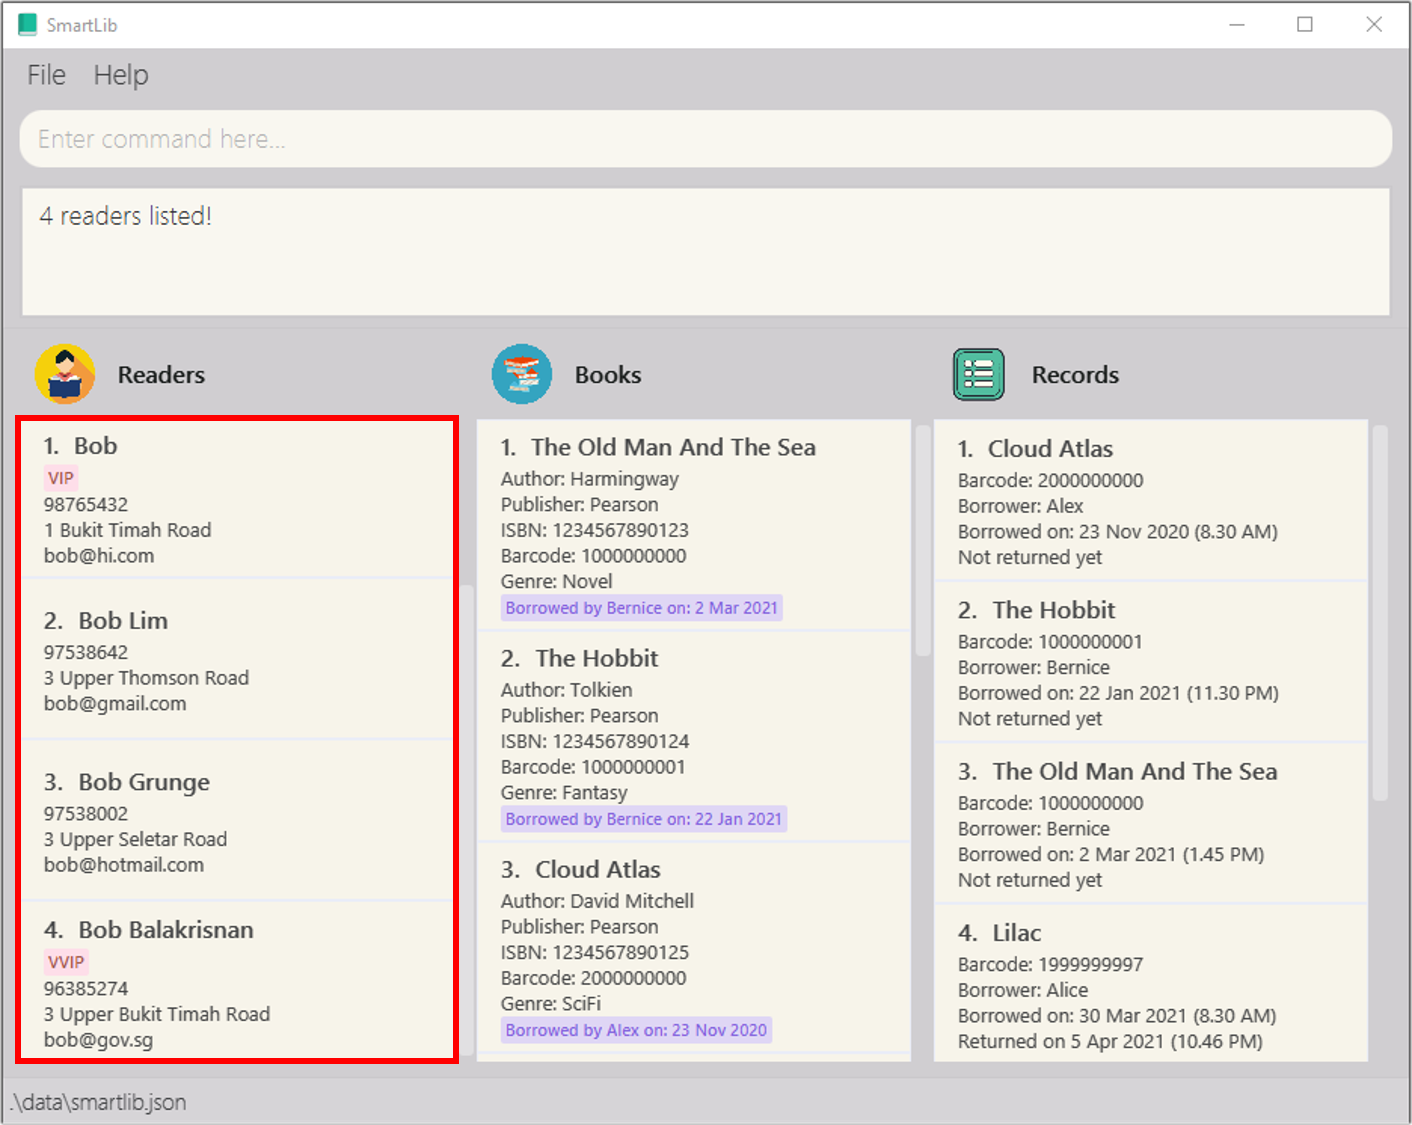 SmartLib
File Help
Enter command here...
4 readers listed!
Readers
1. Bob
VIP
98765432
1 Bukit Timah Road
bob@hi.com
2. Bob Lim
97538642
3 Upper Thomson Road
bob@gmail.com
3. Bob Grunge
97538002
3 Upper Seletar Road
bob@hotmail.com
4. Bob Balakrisnan
VVIP
96385274
3 Upper Bukit Timah Road
bob@gov.sg
Books
1. The Old Man And The Sea
Author: Harmingway
Publisher: Pearson
ISBN: 1234567890123
Barcode: 1000000000
Genre: Novel
Borrowed by Bernice on: 2 Mar 2021
2. The Hobbit
Author: Tolkien
Publisher: Pearson
ISBN: 1234567890124
Barcode: 1000000001
Genre: Fantasy
Borrowed by Bernice on: 22 Jan 2021
3. Cloud Atlas
Author: David Mitchell
Publisher: Pearson
ISBN: 1234567890125
Barcode: 2000000000
Genre: SciFi
Borrowed by Alex on: 23 Nov 2020
Records
1. Cloud Atlas
Barcode: 2000000000
Borrower: Alex
Borrowed on: 23 Nov 2020 (8.30 AM)
Not returned yet
2. The Hobbit
Barcode: 1000000001
Borrower: Bernice
Borrowed on: 22 Jan 2021 (11.30 PM)
Not returned yet
3. The Old Man And The Sea
Barcode: 1000000000
Borrower: Bernice
Borrowed on: 2 Mar 2021 (1.45 PM)
Not returned yet
4. Lilac
Barcode: 1999999997
Borrower: Alice
Borrowed on: 30 Mar 2021 (8.30 AM)
Returned on 5 Apr 2021 (10.46 PM)
.\data\smartlib.json